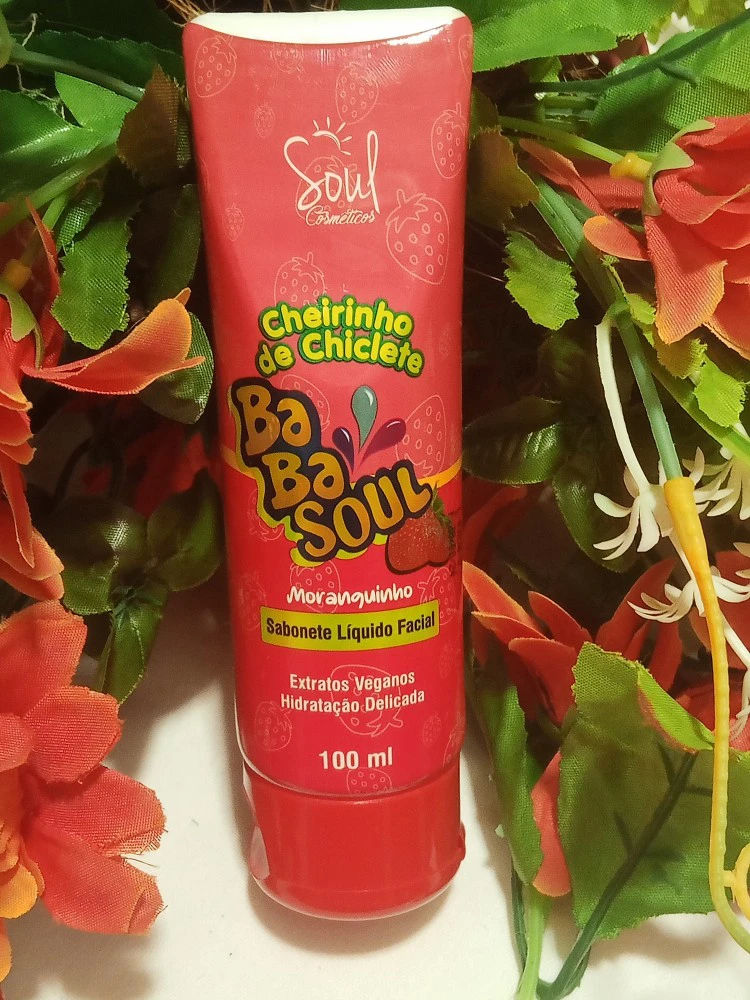 Soul
Cosméticos
Cheirinho
de Chiclete
Ba
Ba
SOUL
Moranguinho
Sabonete Líquido Facial
Extratos Veganos
Hidratação Delicada
100 ml